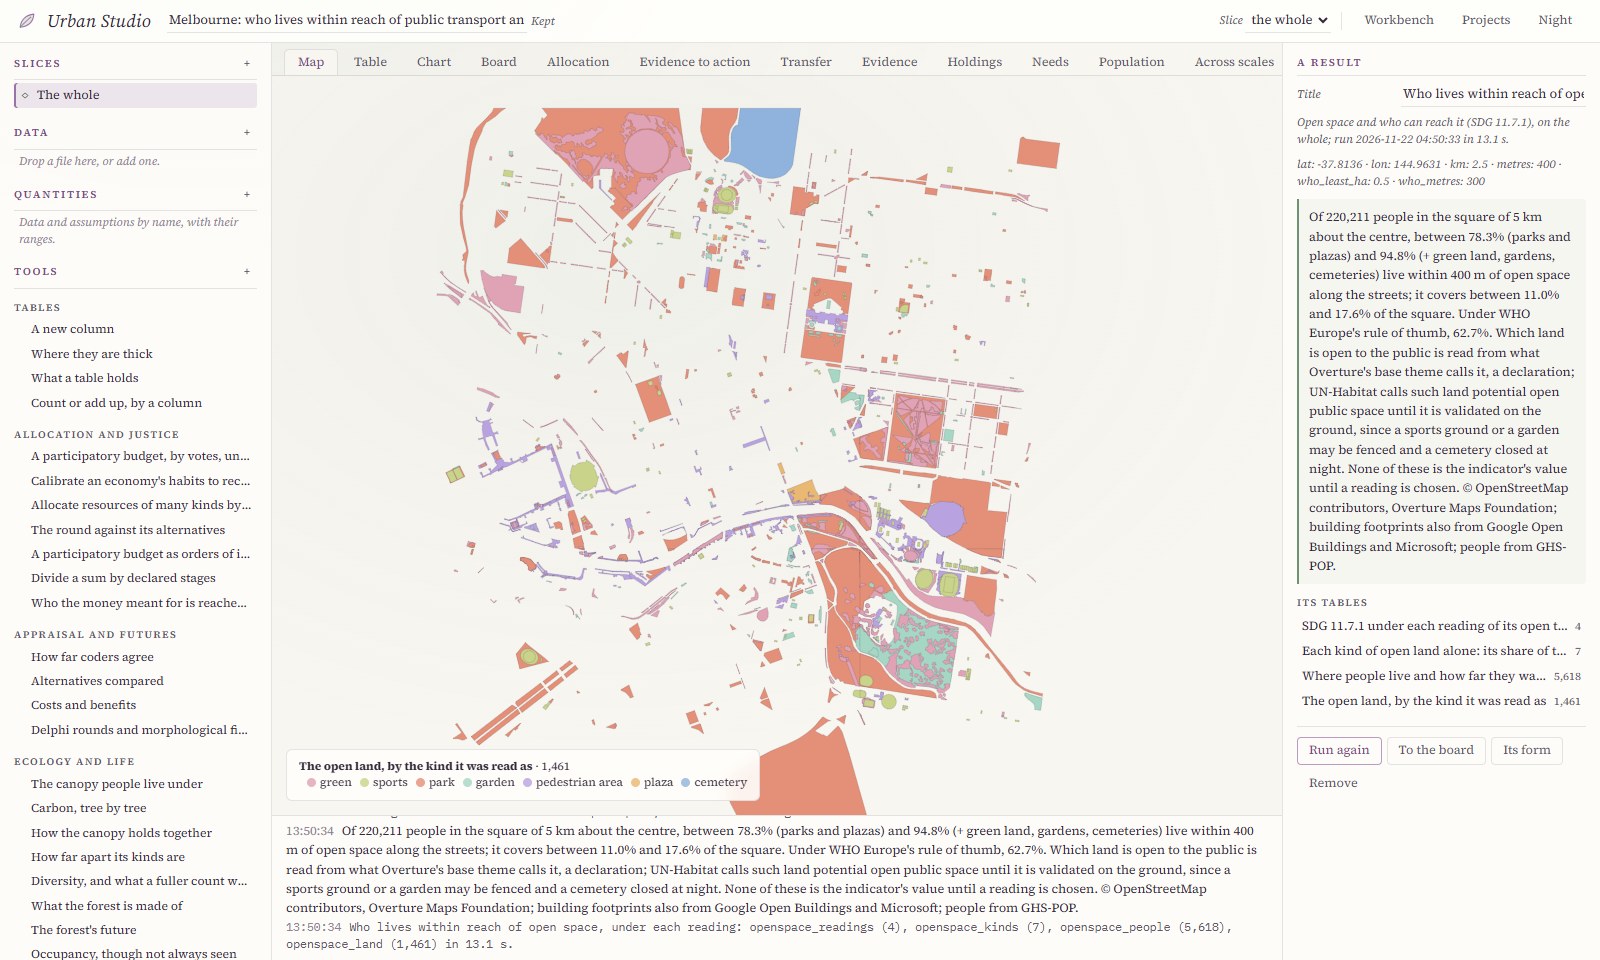 Urban Studio
Melbourne: who lives within reach of public transport an
Kept
Slice the whole
Workbench
Projects
Night
SLICES +
The whole
DATA +
Drop a file here, or add one.
QUANTITIES +
Data and assumptions by name, with their
ranges.
TOOLS +
TABLES
A new column
Where they are thick
What a table holds
Count or add up, by a column
ALLOCATION AND JUSTICE
A participatory budget, by votes, un...
Calibrate an economy's habits to rec...
Allocate resources of many kinds by...
The round against its alternatives
A participatory budget as orders of i...
Divide a sum by declared stages
Who the money meant for is reache...
APPRAISAL AND FUTURES
How far coders agree
Alternatives compared
Costs and benefits
Delphi rounds and morphological fi...
ECOLOGY AND LIFE
The canopy people live under
Carbon, tree by tree
How the canopy holds together
How far apart its kinds are
Diversity, and what a fuller count w...
What the forest is made of
The forest's future
Occupancy, though not always seen
Map
Table
Chart
Board
Allocation
Evidence to action
Transfer
Evidence
Holdings
Needs
Population
Across scales
The open land, by the kind it was read as · 1,461
green sports park garden pedestrian area plaza cemetery
13:50:34 Of 220,211 people in the square of 5 km about the centre, between 78.3% (parks and plazas) and 94.8% (+ green land, gardens, cemeteries) live within 400
m of open space along the streets; it covers between 11.0% and 17.6% of the square. Under WHO Europe's rule of thumb, 62.7%. Which land is open to the public is
read from what Overture's base theme calls it, a declaration; UN-Habitat calls such land potential open public space until it is validated on the ground, since a
sports ground or a garden may be fenced and a cemetery closed at night. None of these is the indicator's value until a reading is chosen. © OpenStreetMap
contributors, Overture Maps Foundation; building footprints also from Google Open Buildings and Microsoft; people from GHS-POP.
13:50:34 Who lives within reach of open space, under each reading: openspace_readings (4), openspace_kinds (7), openspace_people (5,618),
openspace_land (1,461) in 13.1 s.
A RESULT
Title Who lives within reach of ope
Open space and who can reach it (SDG 11.7.1), on the
whole; run 2026-11-22 04:50:33 in 13.1 s.
lat: -37.8136 · lon: 144.9631 · km: 2.5 · metres: 400 ·
who_least_ha: 0.5 · who_metres: 300
Of 220,211 people in the square of 5 km
about the centre, between 78.3% (parks and
plazas) and 94.8% (+ green land, gardens,
cemeteries) live within 400 m of open space
along the streets; it covers between 11.0%
and 17.6% of the square. Under WHO
Europe's rule of thumb, 62.7%. Which land
is open to the public is read from what
Overture's base theme calls it, a declaration;
UN-Habitat calls such land potential open
public space until it is validated on the
ground, since a sports ground or a garden
may be fenced and a cemetery closed at
night. None of these is the indicator's value
until a reading is chosen. © OpenStreetMap
contributors, Overture Maps Foundation;
building footprints also from Google Open
Buildings and Microsoft; people from GHS-
POP.
ITS TABLES
SDG 11.7.1 under each reading of its open t... 4
Each kind of open land alone: its share of t... 7
Where people live and how far they wa... 5,618
The open land, by the kind it was read as 1,461
Run again
To the board
Its form
Remove